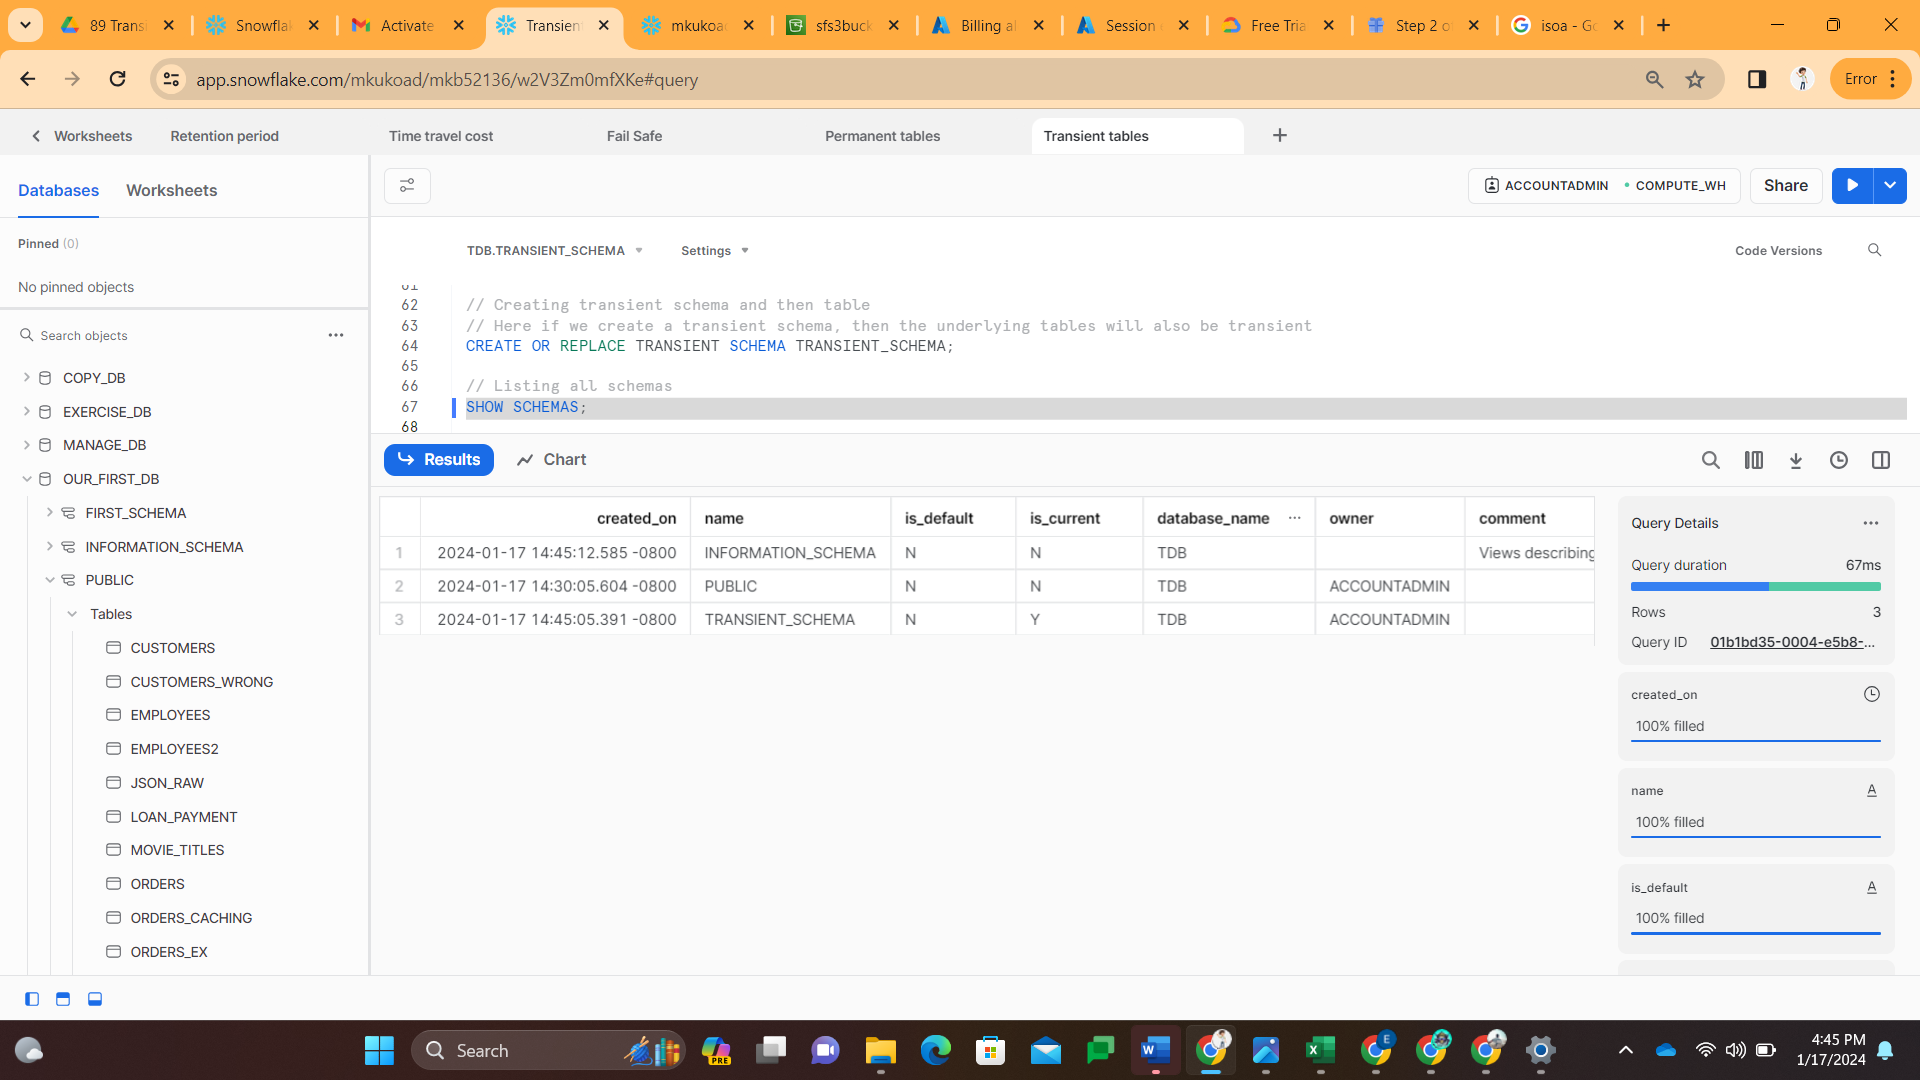 89 Transi
Snowflak
Activate
Transien
mkukoad
sfs3buck
Billing al
Session
Free Tria
Step 2 o
isoa - Go
app.snowflake.com/mkukoad/mkb52136/w2V3Zm0mfXKe#query
Error
Worksheets
Retention period
Time travel cost
Fail Safe
Permanent tables
Transient tables
Databases
Worksheets
ACCOUNTADMIN
COMPUTE_WH
Share
Pinned (0)
No pinned objects
TDB.TRANSIENT_SCHEMA
Settings
Code Versions
Search objects
COPY_DB
EXERCISE_DB
MANAGE_DB
OUR_FIRST_DB
FIRST_SCHEMA
INFORMATION_SCHEMA
PUBLIC
Tables
CUSTOMERS
CUSTOMERS_WRONG
EMPLOYEES
EMPLOYEES2
JSON_RAW
LOAN_PAYMENT
MOVIE_TITLES
ORDERS
ORDERS_CACHING
ORDERS_EX
61
62 // Creating transient schema and then table
63 // Here if we create a transient schema, then the underlying tables will also be transient
64 CREATE OR REPLACE TRANSIENT SCHEMA TRANSIENT_SCHEMA;
65
66 // Listing all schemas
67 SHOW SCHEMAS;
68
Results
Chart
created_on name is_default is_current database_name ... owner comment
1 2024-01-17 14:45:12.585 -0800 INFORMATION_SCHEMA N N TDB Views describing
2 2024-01-17 14:30:05.604 -0800 PUBLIC N N TDB ACCOUNTADMIN
3 2024-01-17 14:45:05.391 -0800 TRANSIENT_SCHEMA N Y TDB ACCOUNTADMIN
Query Details
Query duration 67ms
Rows 3
Query ID 01b1bd35-0004-e5b8-...
created_on
100% filled
name A
100% filled
is_default A
100% filled
Search
PRE
E
4:45 PM
1/17/2024